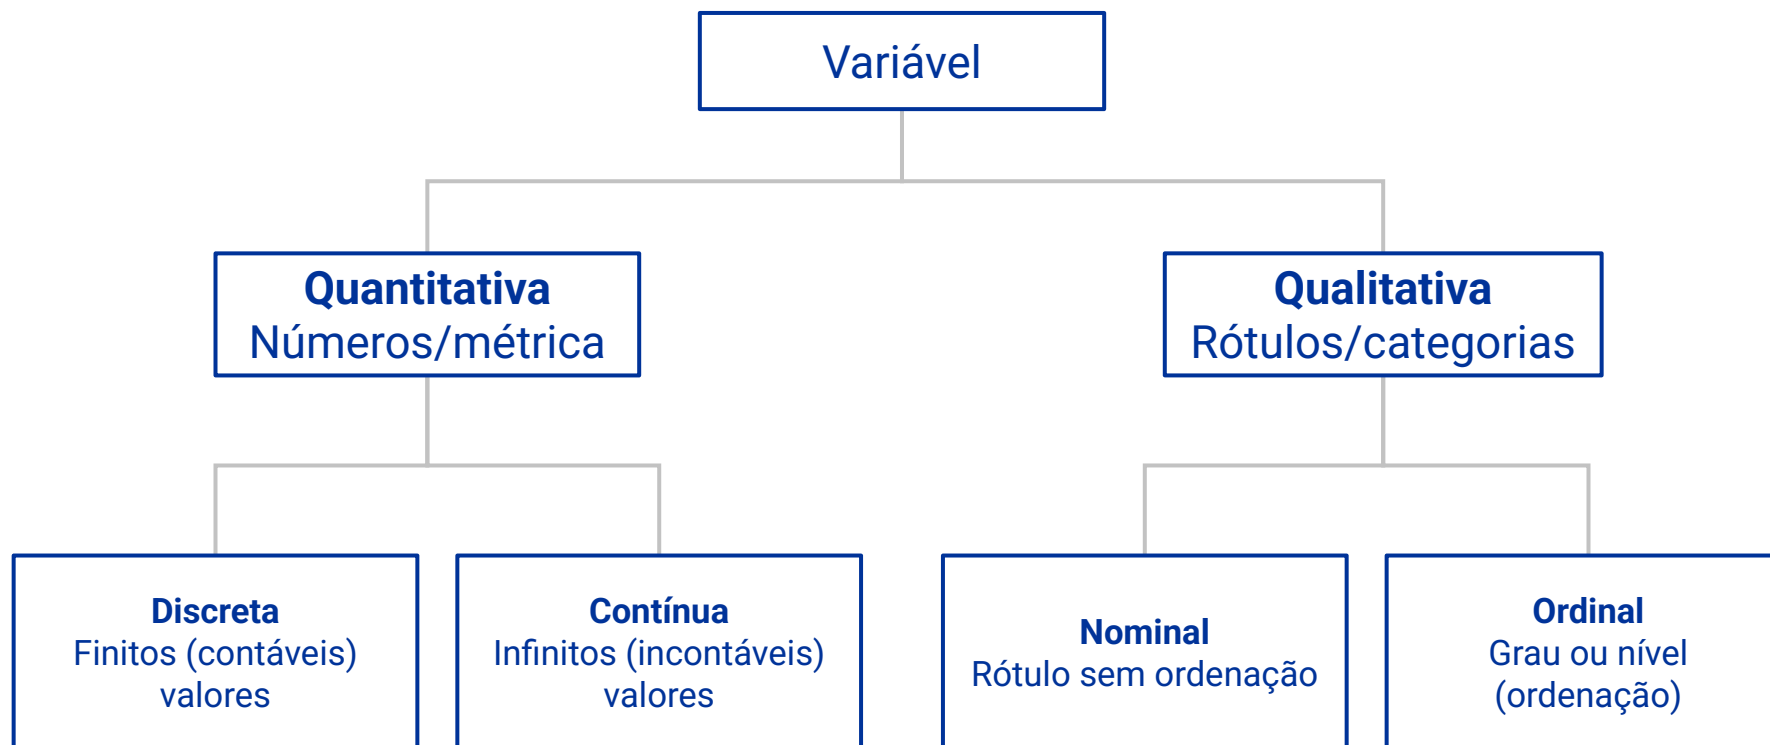 Variável
Quantitativa
Números/métrica
Qualitativa
Rótulos/categorias
Discreta
Finitos (contáveis)
valores
Contínua
Infinitos (incontáveis)
valores
Nominal
Rótulo sem ordenação
Ordinal
Grau ou nível
(ordenação)